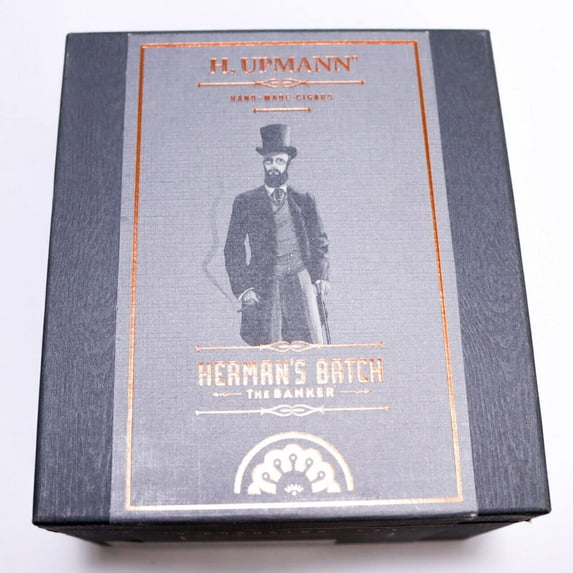 H. UPMANN
HAND-MADE CIGARS
HERMAN'S BATCH
THE BANKER